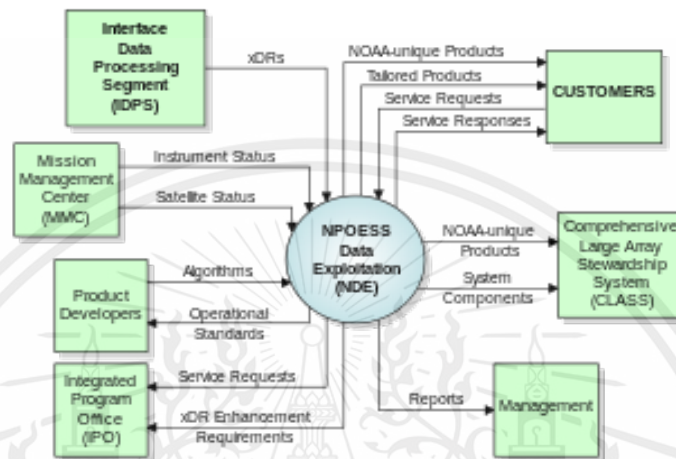 Interface
Data
Processing
Segment
(IDPS)
xDRs
NOAA-unique Products
Tailored Products
Service Requests
Service Responses
CUSTOMERS
Mission
Management
Center
(MMC)
Instrument Status
Satellite Status
NPOESS
Data
Exploitation
(NDE)
NOAA-unique
Products
System
Components
Comprehensive
Large Array
Stewardship
System
(CLASS)
Product
Developers
Algorithms
Operational
Standards
Integrated
Program
Office
(IPO)
Service Requests
xDR Enhancement
Requirements
Reports
Management